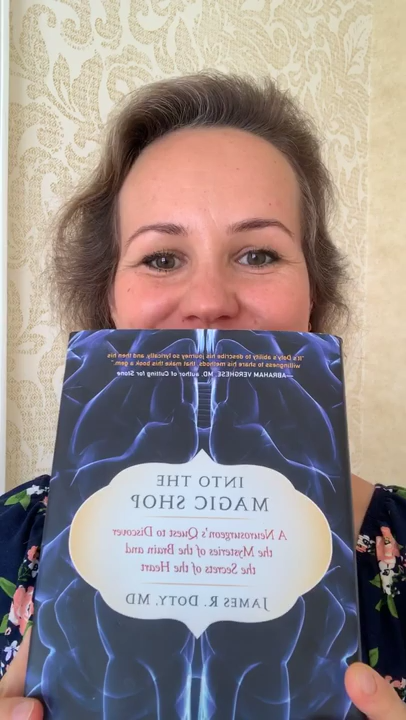 "It's Doty's ability to describe his journey so lyrically, and then his
willingness to share his methods, that make this book a gem."
—ABRAHAM VERGHESE, MD, author of Cutting for Stone
INTO THE
MAGIC SHOP
A Neurosurgeon's Quest to Discover
the Mysteries of the Brain and
the Secrets of the Heart
JAMES R. DOTY, MD